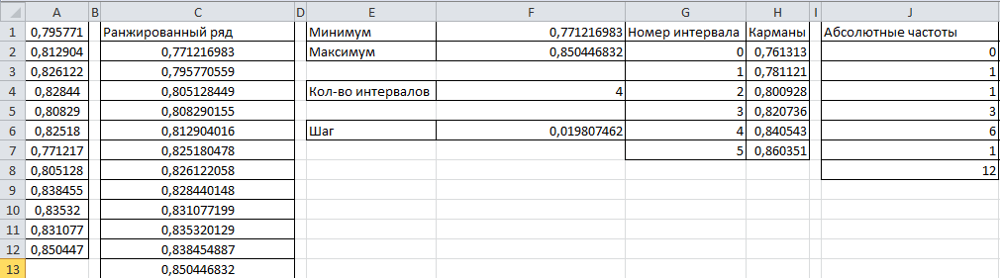 A B C D E F G H I J
1 0,795771 Ранжированный ряд Минимум 0,771216983 Номер интервала Карманы Абсолютные частоты
2 0,812904 0,771216983 Максимум 0,850446832 0 0,761313 0
3 0,826122 0,795770559 1 0,781121 1
4 0,82844 0,805128449 Кол-во интервалов 4 2 0,800928 1
5 0,80829 0,808290155 3 0,820736 3
6 0,82518 0,812904016 Шаг 0,019807462 4 0,840543 6
7 0,771217 0,825180478 5 0,860351 1
8 0,805128 0,826122058 12
9 0,838455 0,828440148
10 0,83532 0,831077199
11 0,831077 0,835320129
12 0,850447 0,838454887
13 0,850446832